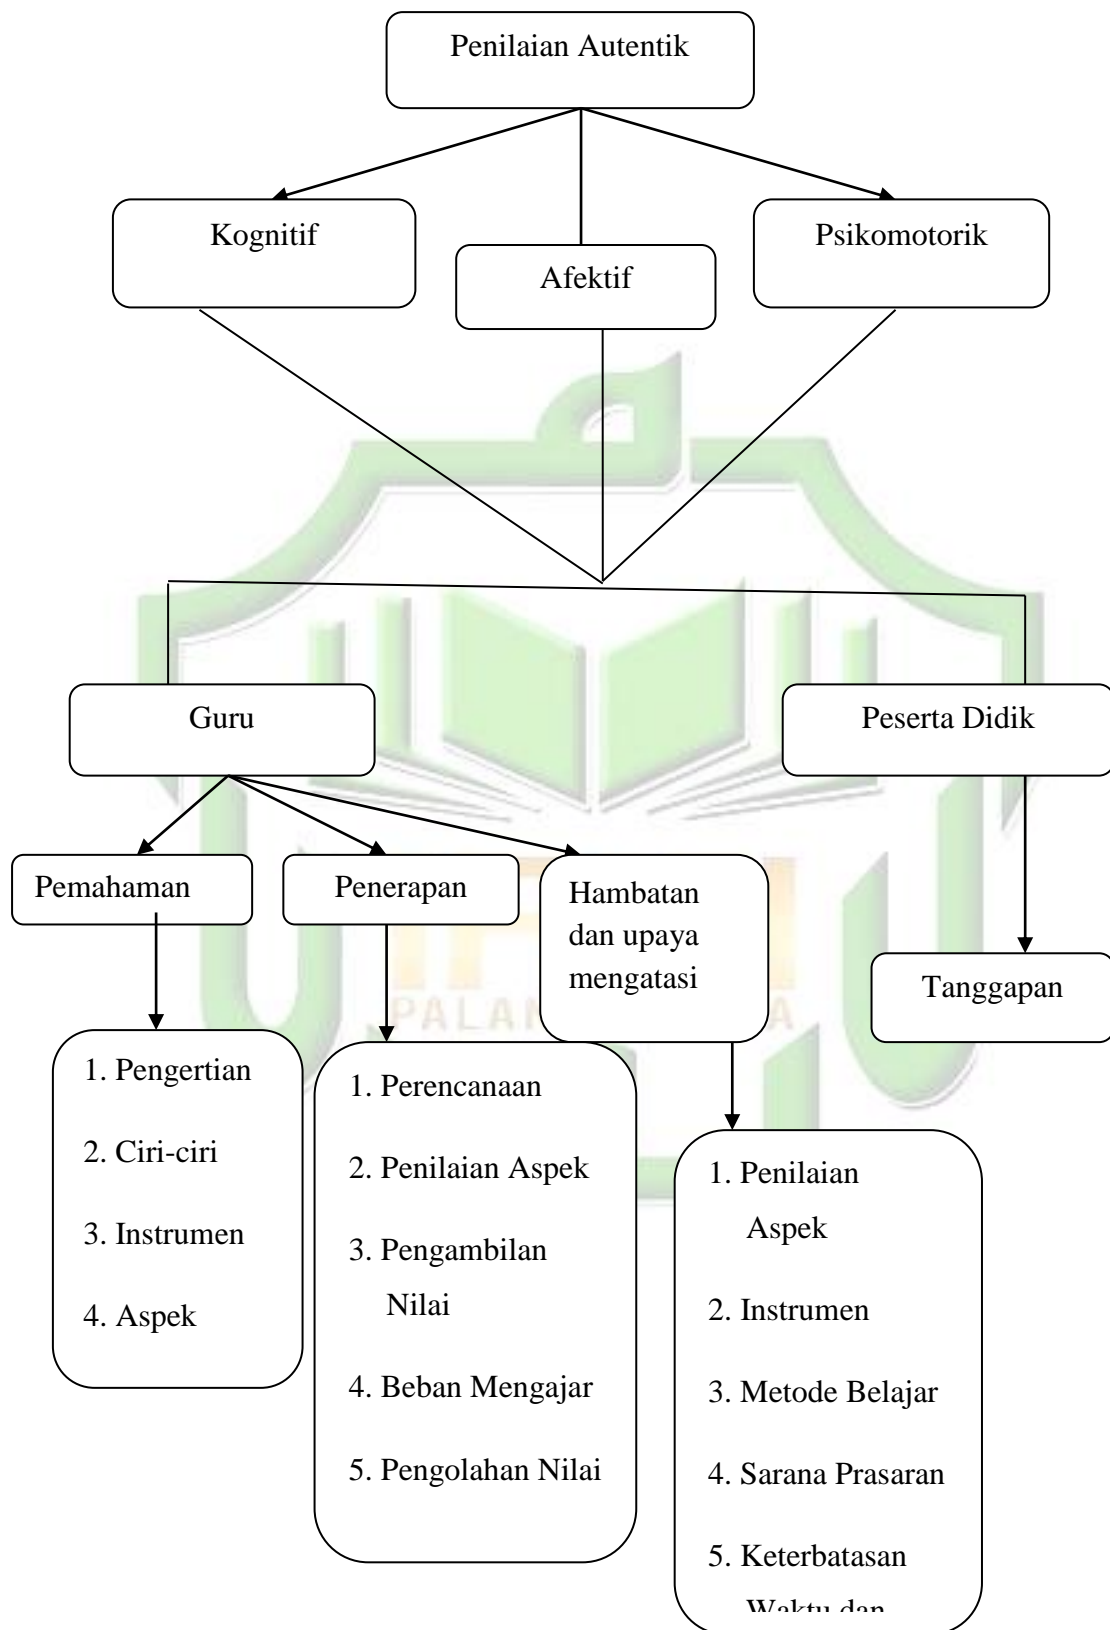 Penilaian Autentik
Kognitif
Afektif
Psikomotorik
Guru
Peserta Didik
Pemahaman
Penerapan
Hambatan
dan upaya
mengatasi
Tanggapan
1. Pengertian
2. Ciri-ciri
3. Instrumen
4. Aspek
1. Perencanaan
2. Penilaian Aspek
3. Pengambilan
Nilai
4. Beban Mengajar
5. Pengolahan Nilai
1. Penilaian
Aspek
2. Instrumen
3. Metode Belajar
4. Sarana Prasaran
5. Keterbatasan
Waktu dan
PALAN
A